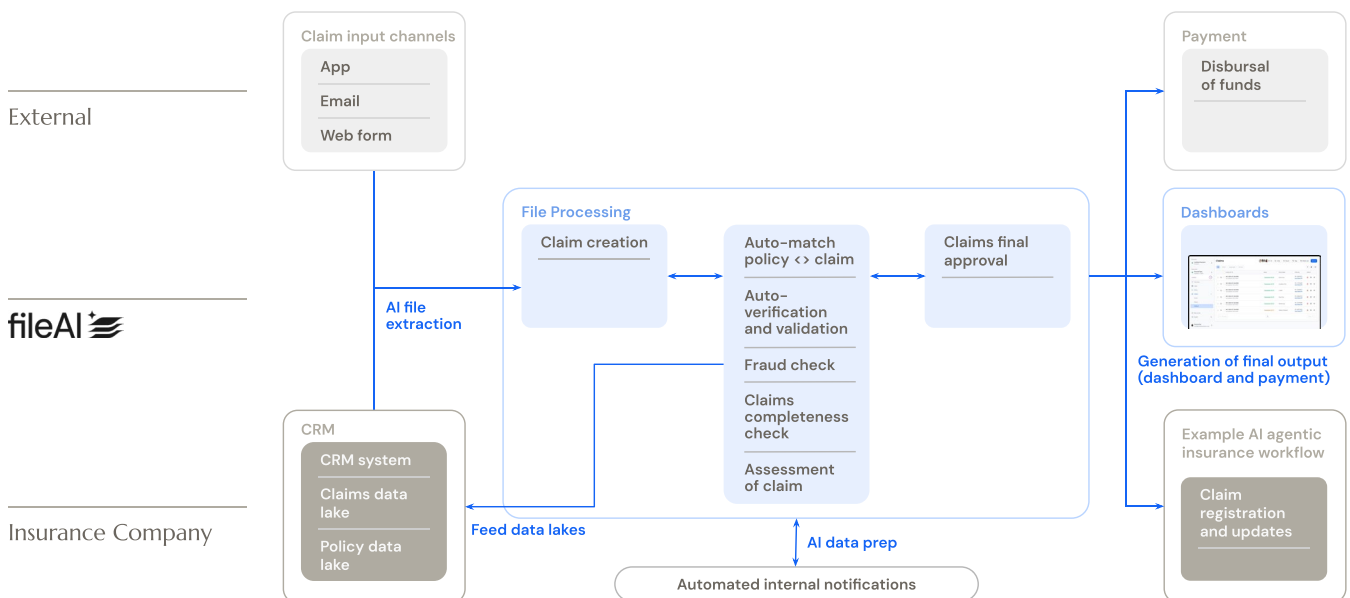 External
fileAI
Insurance Company
Claim input channels
App
Email
Web form
AI file
extraction
CRM
CRM system
Claims data
lake
Policy data
lake
File Processing
Claim creation
Auto-match
policy <> claim
Auto-
verification
and validation
Fraud check
Claims
completeness
check
Assessment
of claim
Claims final
approval
Feed data lakes
AI data prep
Automated internal notifications
Payment
Disbursal
of funds
Dashboards
Generation of final output
(dashboard and payment)
Example AI agentic
insurance workflow
Claim
registration
and updates